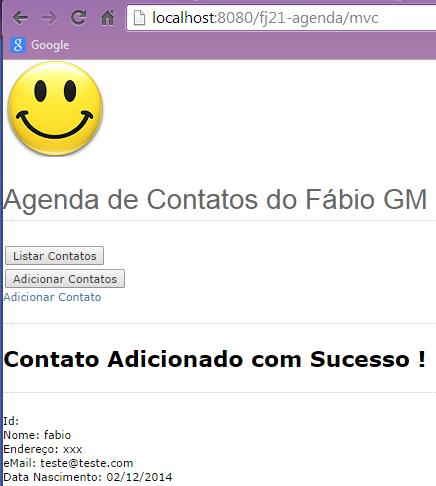 localhost:8080/fj21-agenda/mvc
Google
Agenda de Contatos do Fábio GM
Listar Contatos
Adicionar Contatos
Adicionar Contato
Contato Adicionado com Sucesso !
Id:
Nome: fabio
Endereço: xxx
eMail: teste@teste.com
Data Nascimento: 02/12/2014